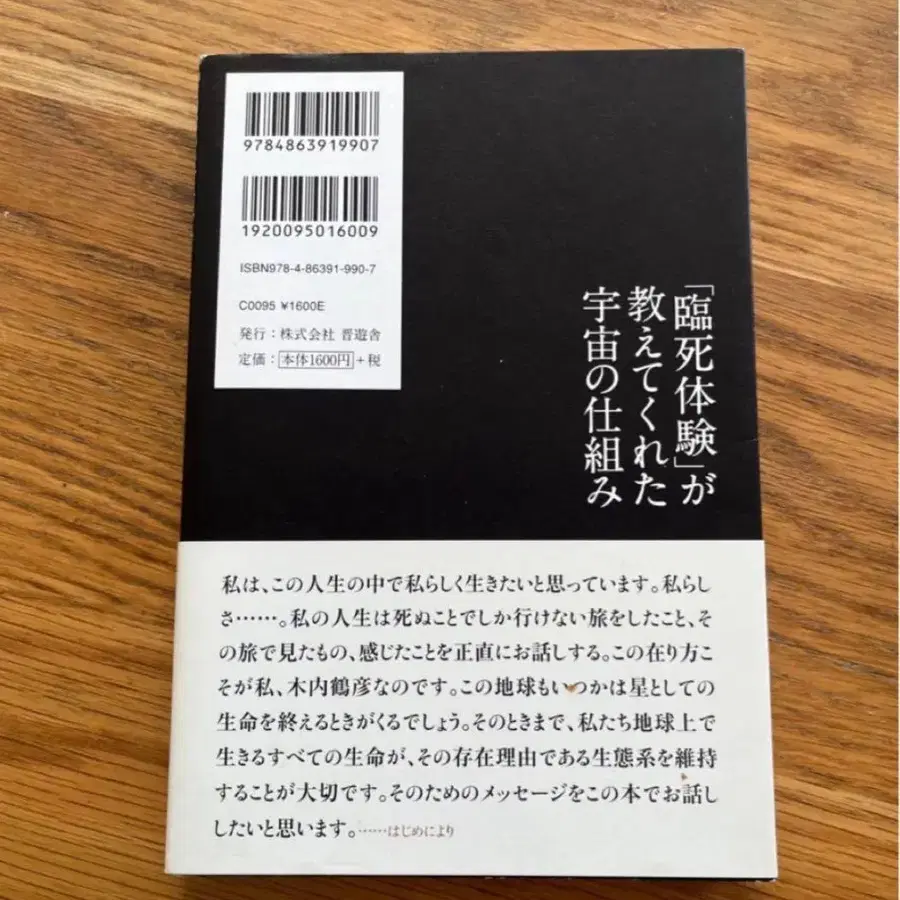 9784863919907
1920095016009
ISBN978-4-86391-990-7
C0095 ¥1600E
発行：株式会社 晋遊舎
定価：本体1600円＋税
「臨死体験」が
教えてくれた
宇宙の仕組み
私は、この人生の中で私らしく生きたいと思っています。私らし
さ……。私の人生は死ぬことでしか行けない旅をしたこと、そ
の旅で見たもの、感じたことを正直にお話しする。この在り方こ
そが私、木内鶴彦なのです。この地球もいつかは星としての
生命を終えるときがくるでしょう。そのときまで、私たち地球上で
生きるすべての生命が、その存在理由である生態系を維持
することが大切です。そのためのメッセージをこの本でお話し
したいと思います。……はじめにより